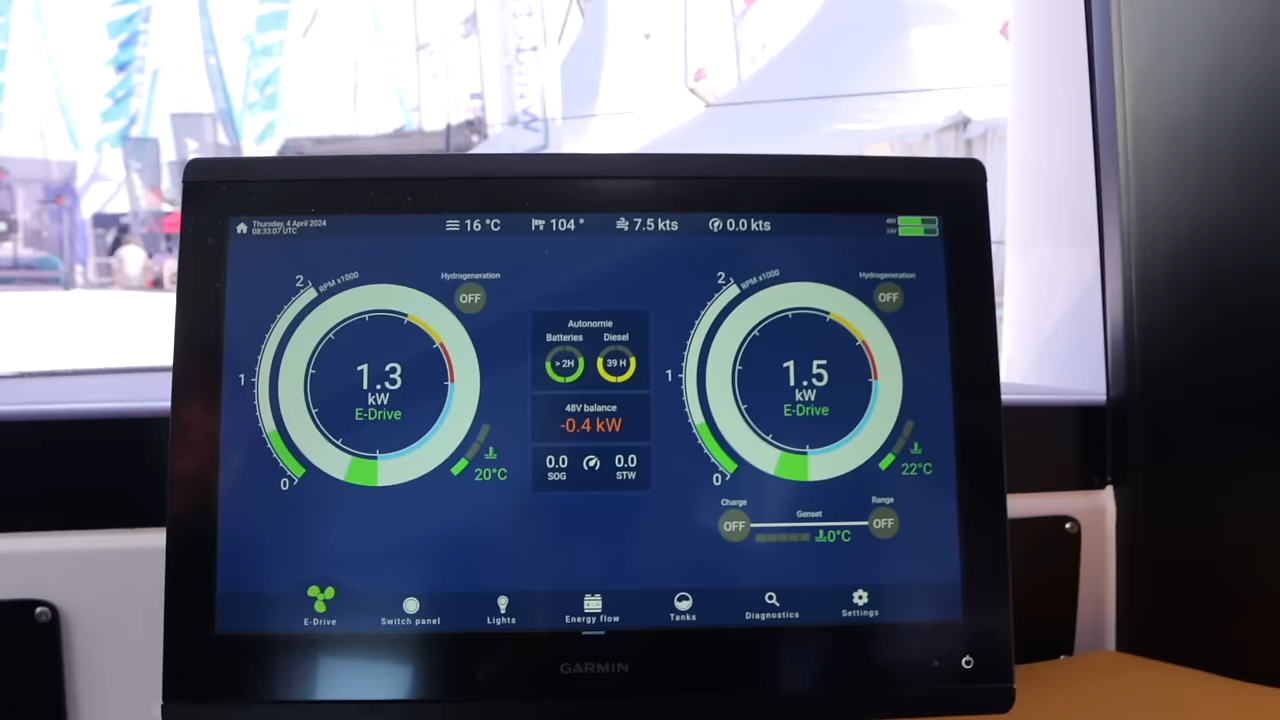 Thursday, 4 April 2024
08:33:07 UTC
16 °C
104 °
7.5 kts
0.0 kts
48V
24V
2
RPM x1000
1
0
Hydrogeneration
OFF
1.3
kW
E-Drive
20°C
Autonomie
Batteries
Diesel
> 2H
39 H
48V balance
-0.4 kW
0.0
SOG
0.0
STW
2
RPM x1000
1
0
Hydrogeneration
OFF
1.5
kW
E-Drive
22°C
Charge
OFF
Genset
Range
OFF
0°C
E-Drive
Switch panel
Lights
Energy flow
Tanks
Diagnostics
Settings
GARMIN